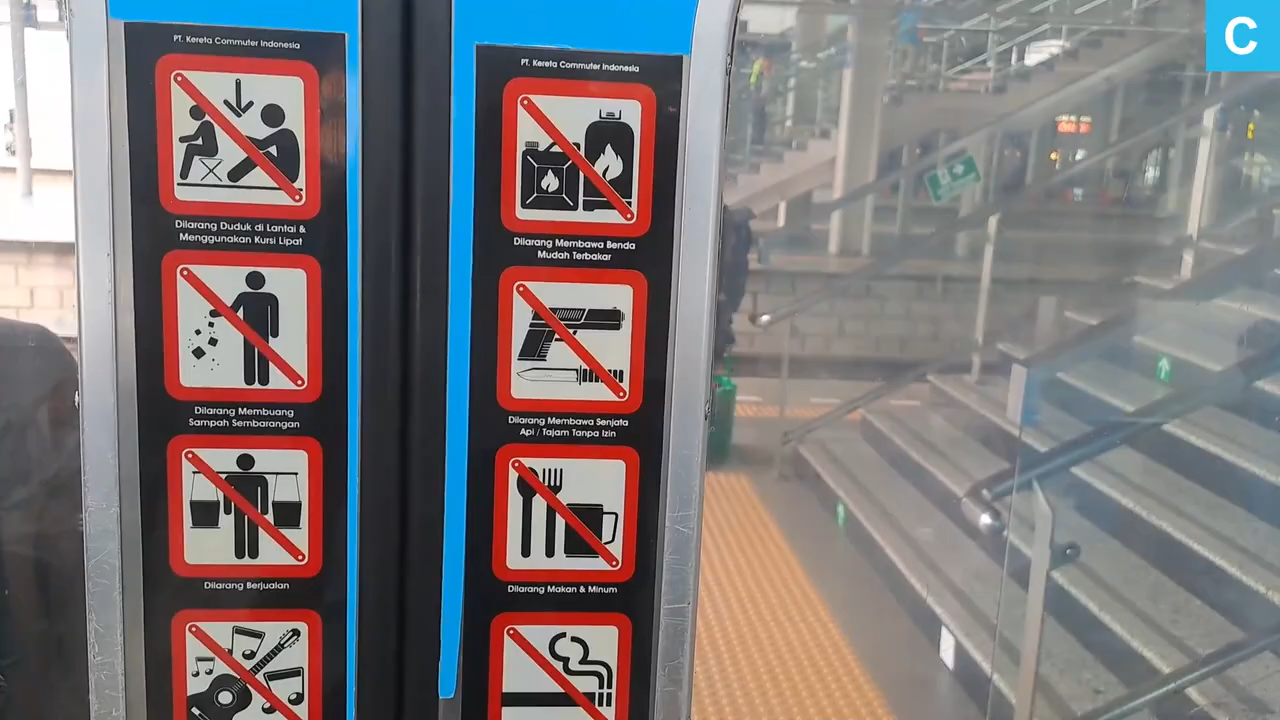 C
PT. Kereta Commuter Indonesia
Dilarang Duduk di Lantai &
Menggunakan Kursi Lipat
Dilarang Membuang
Sampah Sembarangan
Dilarang Berjualan
PT. Kereta Commuter Indonesia
Dilarang Membawa Benda
Mudah Terbakar
Dilarang Membawa Senjata
Api / Tajam Tanpa Izin
Dilarang Makan & Minum